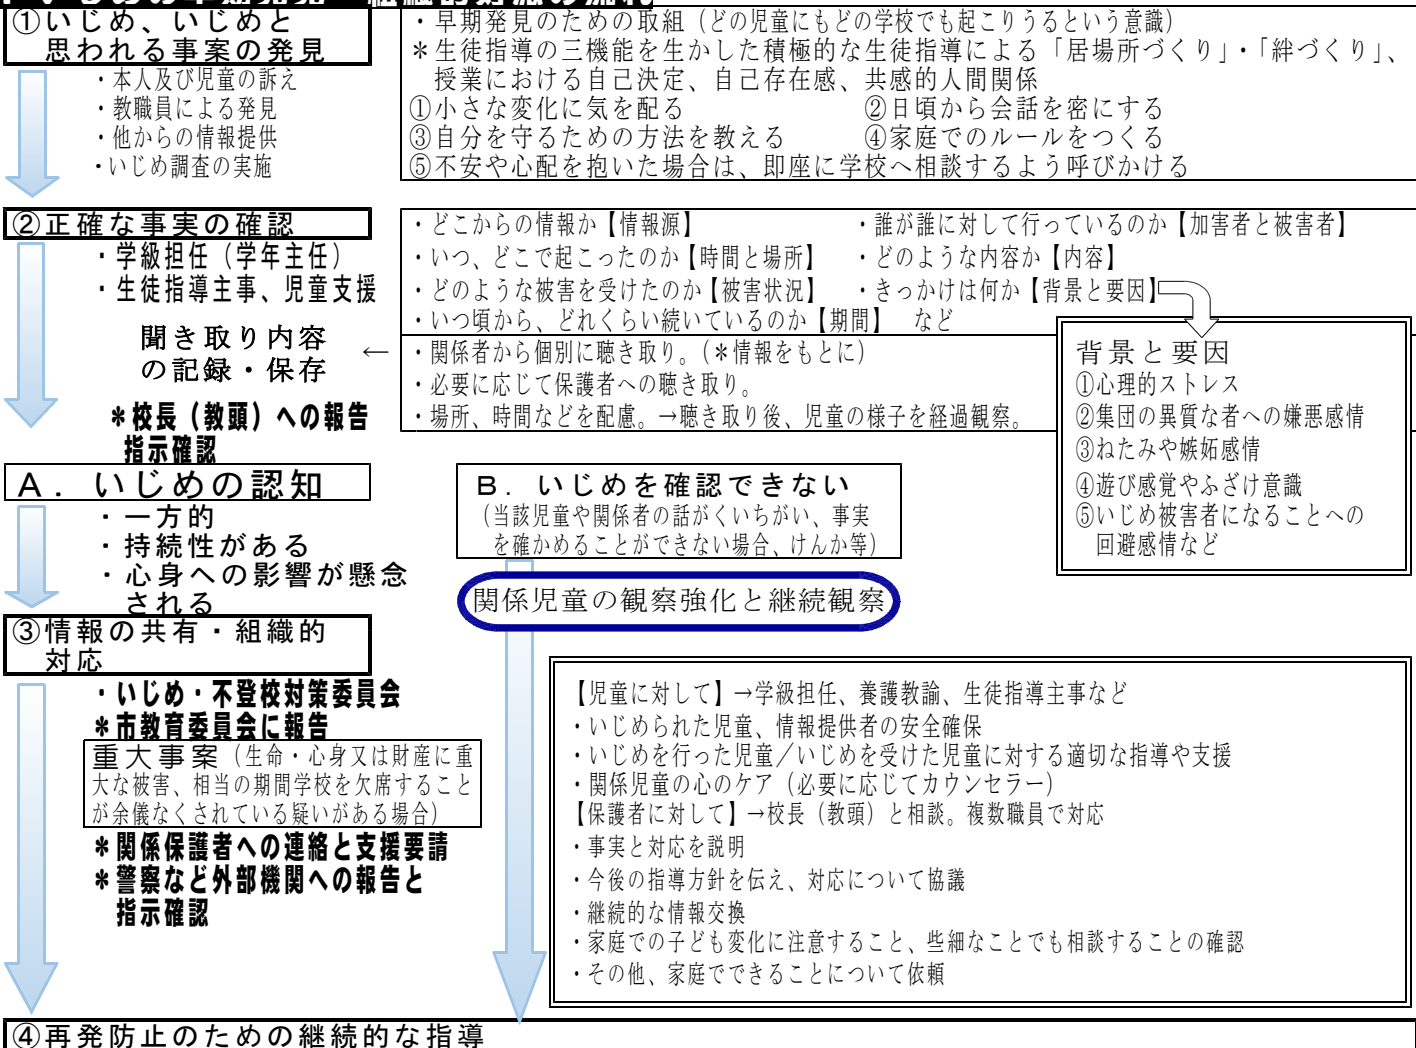 ①いじめ、いじめと
思われる事案の発見
・本人及び児童の訴え
・教職員による発見
・他からの情報提供
・いじめ調査の実施
・早期発見のための取組（どの児童にもどの学校でも起こりうるという意識）
＊生徒指導の三機能を生かした積極的な生徒指導による「居場所づくり」・「絆づくり」、
授業における自己決定、自己存在感、共感的人間関係
①小さな変化に気を配る　②日頃から会話を密にする
③自分を守るための方法を教える　④家庭でのルールをつくる
⑤不安や心配を抱いた場合は、即座に学校へ相談するよう呼びかける
②正確な事実の確認
・学級担任（学年主任）
・生徒指導主事、児童支援
聞き取り内容
の記録・保存
←
＊校長（教頭）への報告
指示確認
・どこからの情報か【情報源】　・誰が誰に対して行っているのか【加害者と被害者】
・いつ、どこで起こったのか【時間と場所】　・どのような内容か【内容】
・どのような被害を受けたのか【被害状況】　・きっかけは何か【背景と要因】
・いつ頃から、どれくらい続いているのか【期間】　など
・関係者から個別に聴き取り。（＊情報をもとに）
・必要に応じて保護者への聴き取り。
・場所、時間などを配慮。→聴き取り後、児童の様子を経過観察。
背景と要因
①心理的ストレス
②集団の異質な者への嫌悪感情
③ねたみや嫉妬感情
④遊び感覚やふざけ意識
⑤いじめ被害者になることへの
回避感情など
Ａ．いじめの認知
・一方的
・持続性がある
・心身への影響が懸念
される
Ｂ．いじめを確認できない
（当該児童や関係者の話がくいちがい、事実
を確かめることができない場合、けんか等）
関係児童の観察強化と継続観察
③情報の共有・組織的
対応
・いじめ・不登校対策委員会
＊市教育委員会に報告
重大事案（生命・心身又は財産に重
大な被害、相当の期間学校を欠席すること
が余儀なくされている疑いがある場合）
＊関係保護者への連絡と支援要請
＊警察など外部機関への報告と
指示確認
【児童に対して】→学級担任、養護教諭、生徒指導主事など
・いじめられた児童、情報提供者の安全確保
・いじめを行った児童／いじめを受けた児童に対する適切な指導や支援
・関係児童の心のケア（必要に応じてカウンセラー）
【保護者に対して】→校長（教頭）と相談。複数職員で対応
・事実と対応を説明
・今後の指導方針を伝え、対応について協議
・継続的な情報交換
・家庭での子ども変化に注意すること、些細なことでも相談することの確認
・その他、家庭でできることについて依頼
④再発防止のための継続的な指導